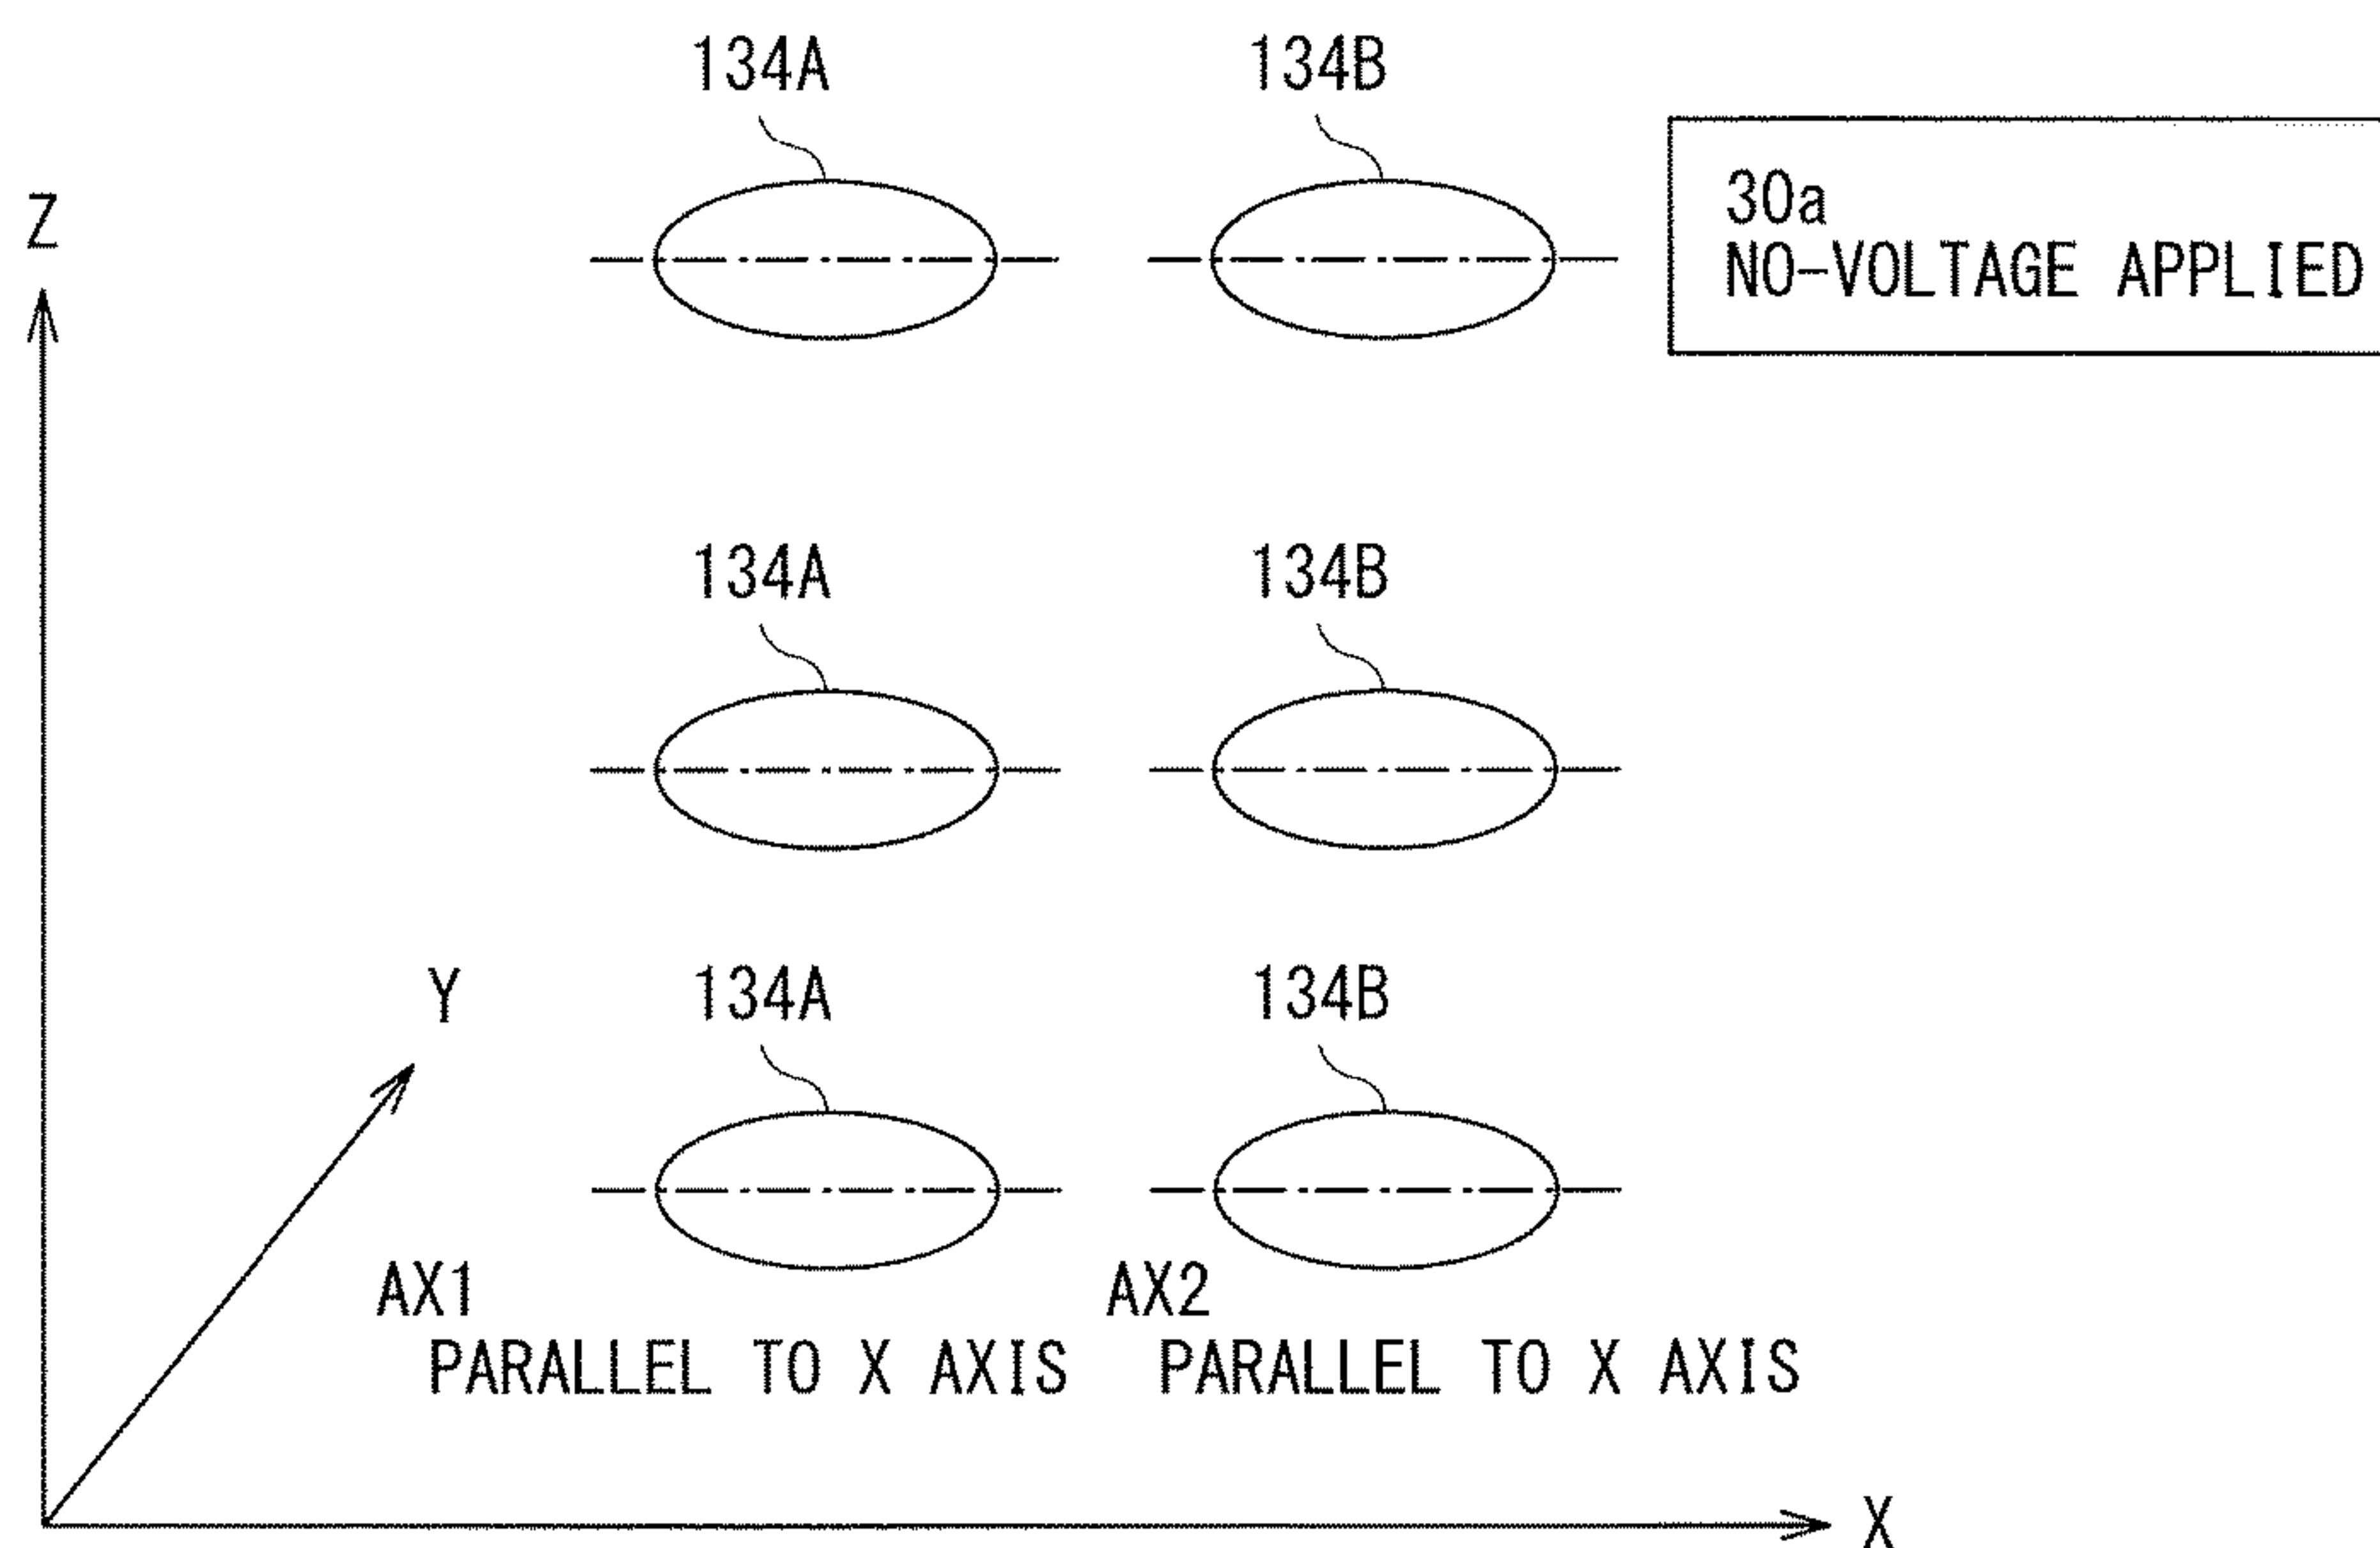 134A
134B
30a
NO-VOLTAGE APPLIED
Z
134A
134B
Y
134A
134B
AX1
PARALLEL TO X AXIS
AX2
PARALLEL TO X AXIS
X